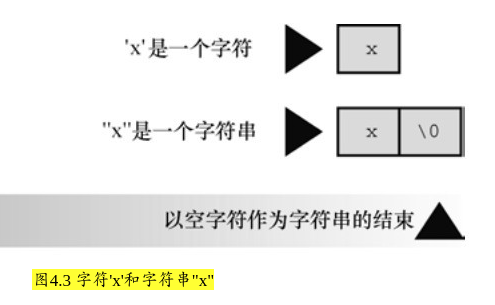 'x'是一个字符
x
"x"是一个字符串
x
\0
以空字符作为字符串的结束
图4.3 字符'x'和字符串"x"